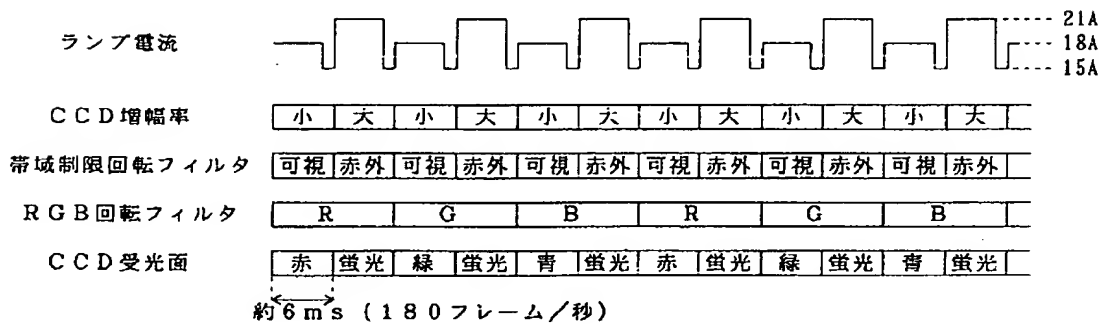 ランプ電流
21A
18A
15A
CCD増幅率 小 大 小 大 小 大 小 大 小 大 小 大
帯域制限回転フィルタ 可視 赤外 可視 赤外 可視 赤外 可視 赤外 可視 赤外 可視 赤外
RGB回転フィルタ R G B R G B
CCD受光面 赤 蛍光 緑 蛍光 青 蛍光 赤 蛍光 緑 蛍光 青 蛍光
約6ms (180フレーム/秒)